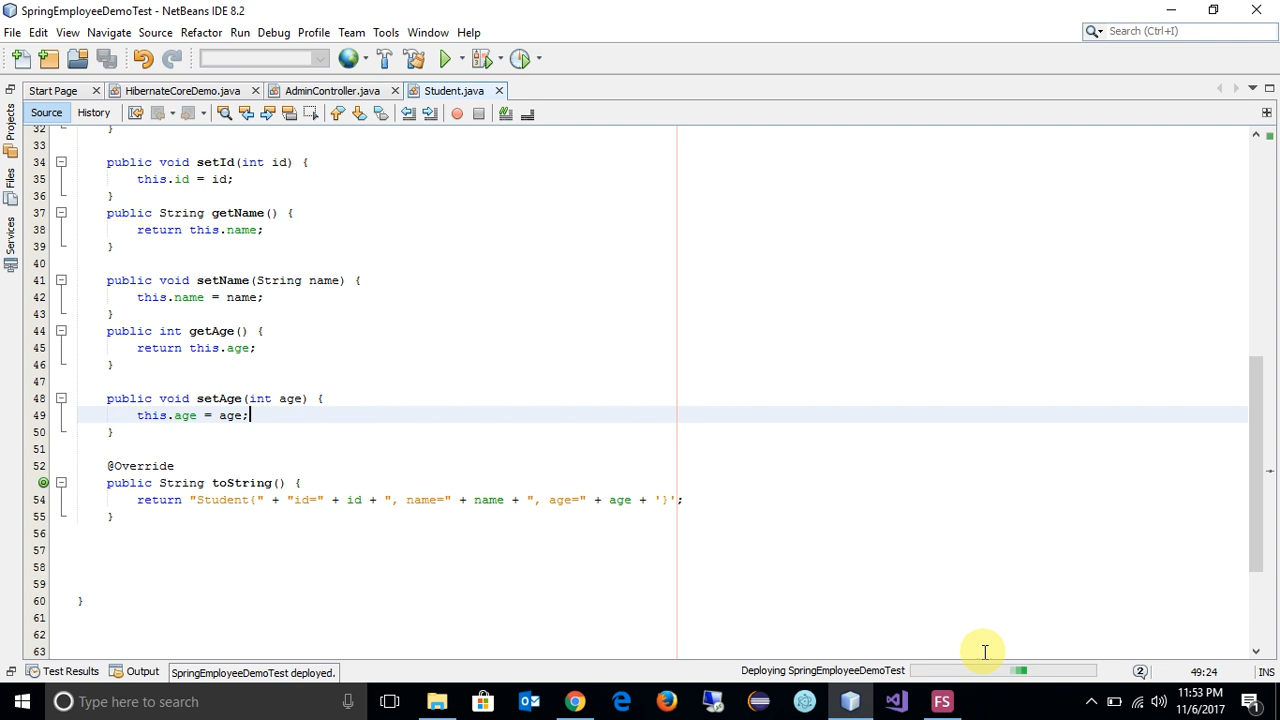 SpringEmployeeDemoTest - NetBeans IDE 8.2
File Edit View Navigate Source Refactor Run Debug Profile Team Tools Window Help
Search (Ctrl+I)
Start Page
HibernateCoreDemo.java
AdminController.java
Student.java
Source History
Projects
Files
Services
32 }
33
34 public void setId(int id) {
35 this.id = id;
36 }
37 public String getName() {
38 return this.name;
39 }
40
41 public void setName(String name) {
42 this.name = name;
43 }
44 public int getAge() {
45 return this.age;
46 }
47
48 public void setAge(int age) {
49 this.age = age;
50 }
51
52 @Override
public String toString() {
54 return "Student{" + "id=" + id + ", name=" + name + ", age=" + age + '}';
55 }
56
57
58
59
60 }
61
62
63
Test Results Output SpringEmployeeDemoTest deployed. Deploying SpringEmployeeDemoTest 2 49:24 INS
Type here to search
FS
11:53 PM
11/6/2017
1